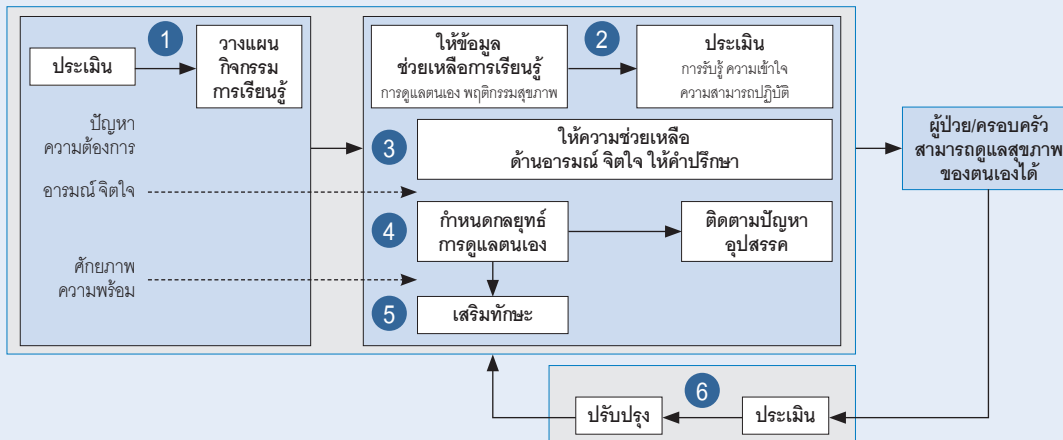 1
ประเมิน
วางแผน
กิจกรรม
การเรียนรู้
ปัญหา
ความต้องการ
อารมณ์ จิตใจ
ศักยภาพ
ความพร้อม
ให้ข้อมูล
ช่วยเหลือการเรียนรู้
การดูแลตนเอง พฤติกรรมสุขภาพ
2
ประเมิน
การรับรู้ ความเข้าใจ
ความสามารถปฏิบัติ
3
ให้ความช่วยเหลือ
ด้านอารมณ์ จิตใจ ให้คำปรึกษา
4
กำหนดกลยุทธ์
การดูแลตนเอง
ติดตามปัญหา
อุปสรรค
5
เสริมทักษะ
ผู้ป่วย/ครอบครัว
สามารถดูแลสุขภาพ
ของตนเองได้
6
ปรับปรุง
ประเมิน